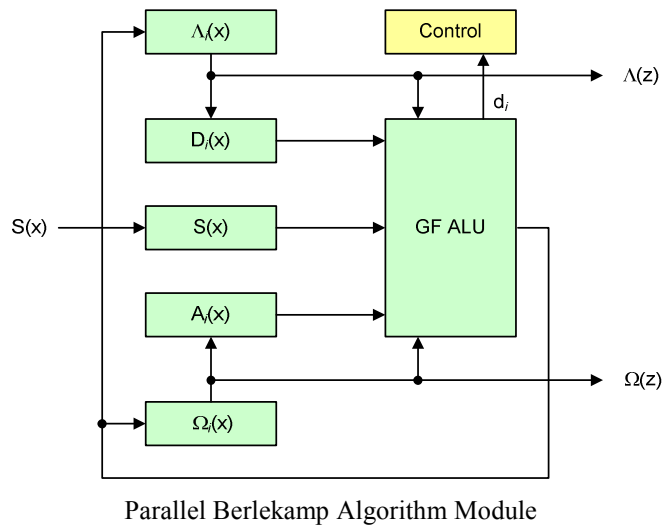 Λi(x)
Control
Λ(z)
di
Di(x)
S(x)
S(x)
GF ALU
Ai(x)
Ω(z)
Ωi(x)
Parallel Berlekamp Algorithm Module